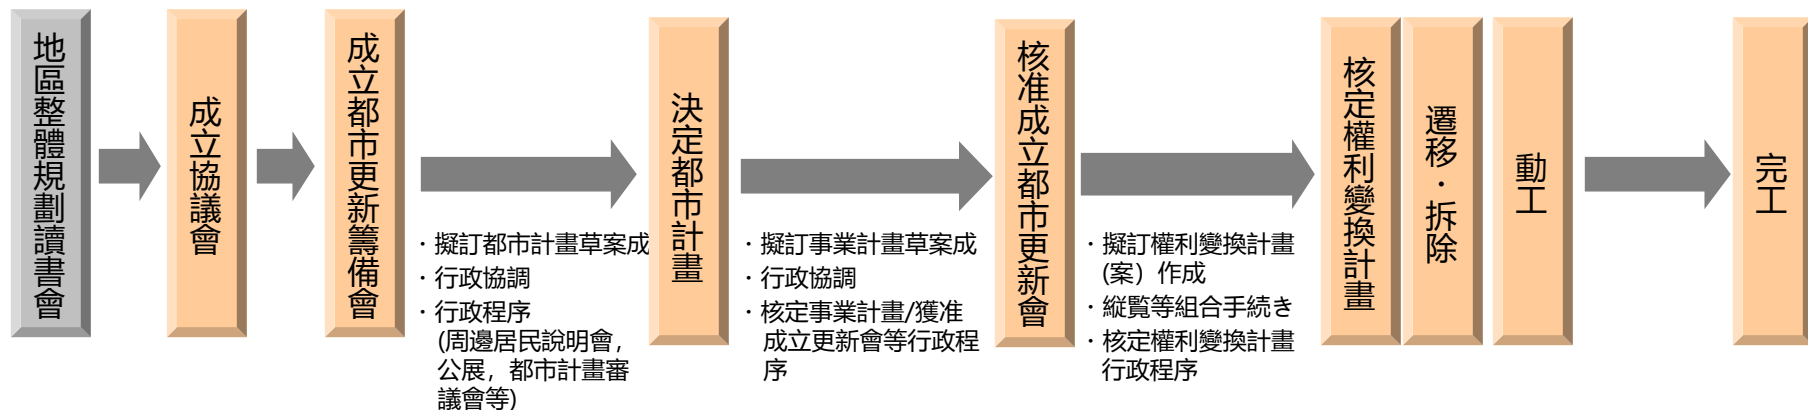 地區整體規劃讀書會
成立協議會
成立都市更新籌備會
・擬訂都市計畫草案成
・行政協調
・行政程序
(周邊居民說明會，
公展，都市計畫審
議會等)
決定都市計畫
・擬訂事業計畫草案成
・行政協調
・核定事業計畫/獲准
成立更新會等行政程
序
核准成立都市更新會
・擬訂權利變換計畫
(案）作成
・縦覧等組合手続き
・核定權利變換計畫
行政程序
核定權利變換計畫
遷移・拆除
動工
完工